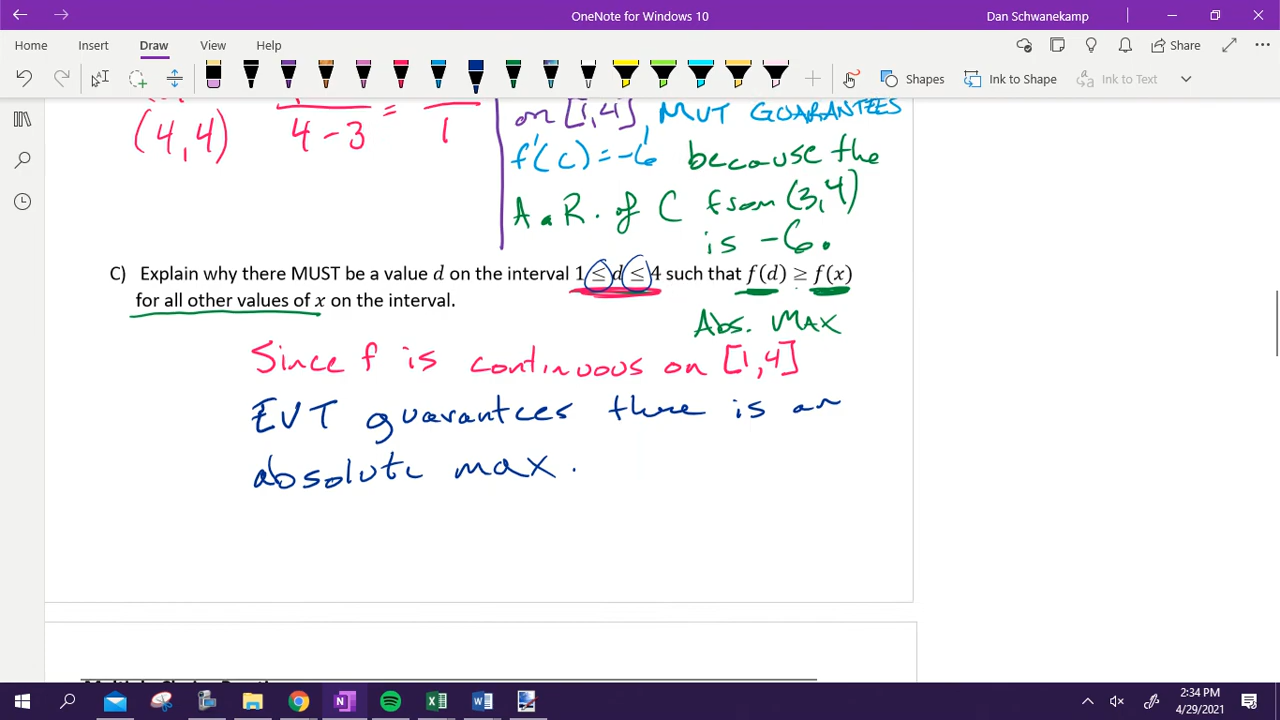 OneNote for Windows 10
Dan Schwanekamp
Home Insert Draw View Help
Share
Shapes
Ink to Shape
Ink to Text
(4,4)
4-3 = 1
on [1,4], MVT GUARANTEES
f'(c)=-6 because the
A.R. of C from (3,4)
is -6.
C) Explain why there MUST be a value d on the interval 1 ≤ d ≤ 4 such that f(d) ≥ f(x)
for all other values of x on the interval.
Abs. MAX
Since f is continuous on [1,4]
EVT guarantees there is an
absolute max.
2:34 PM
4/29/2021